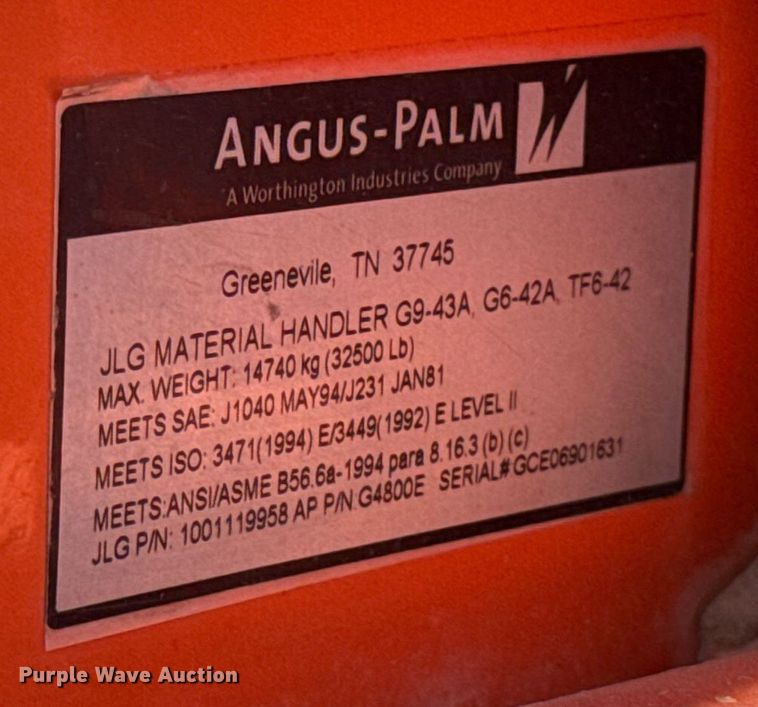 ANGUS-PALM
A Worthington Industries Company
Greenevile, TN 37745
JLG MATERIAL HANDLER G9-43A, G6-42A, TF6-42
MAX. WEIGHT: 14740 kg (32500 Lb)
MEETS SAE: J1040 MAY94/J231 JAN81
MEETS ISO: 3471(1994) E/3449(1992) E LEVEL II
MEETS:ANSI/ASME B56.6a-1994 para 8.16.3 (b) (c)
JLG P/N: 1001119958 AP P/N G4800E SERIAL# GCE06901631
Purple Wave Auction